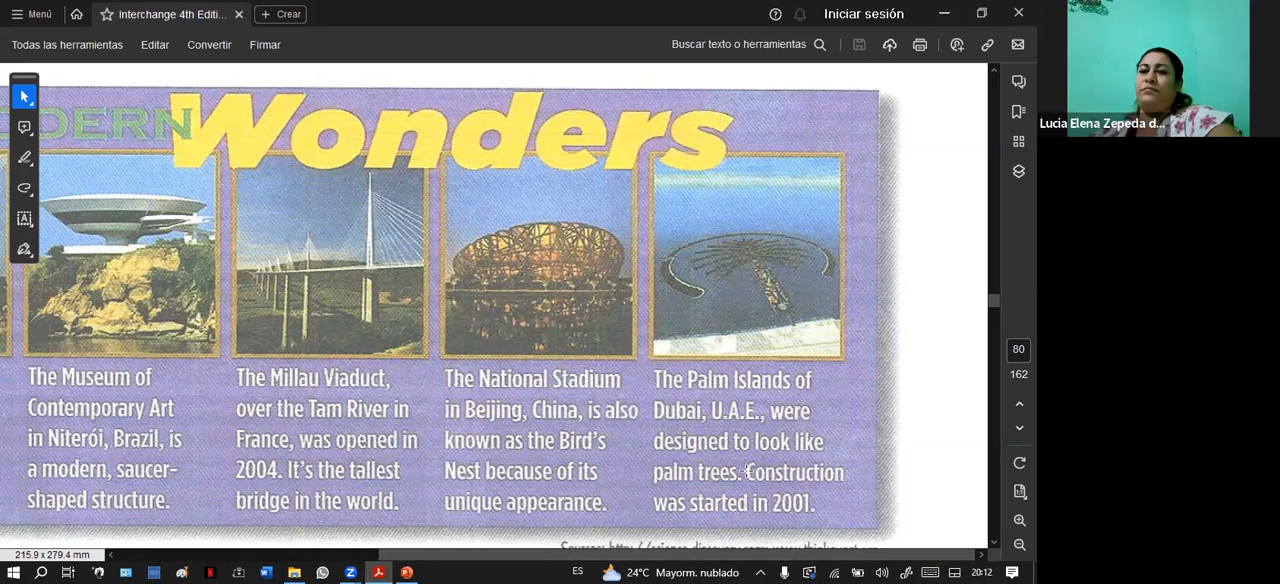 Menú
Interchange 4th Editi...
Crear
Iniciar sesión
Todas las herramientas
Editar
Convertir
Firmar
Buscar texto o herramientas
Lucia Elena Zepeda d...
DERN
Wonders
The Museum of
Contemporary Art
in Niterói, Brazil, is
a modern, saucer-
shaped structure.
The Millau Viaduct,
over the Tam River in
France, was opened in
2004. It's the tallest
bridge in the world.
The National Stadium
in Beijing, China, is also
known as the Bird's
Nest because of its
unique appearance.
The Palm Islands of
Dubai, U.A.E., were
designed to look like
palm trees. Construction
was started in 2001.
80
162
215.9 x 279.4 mm
ES
24°C Mayorm. nublado
20:12